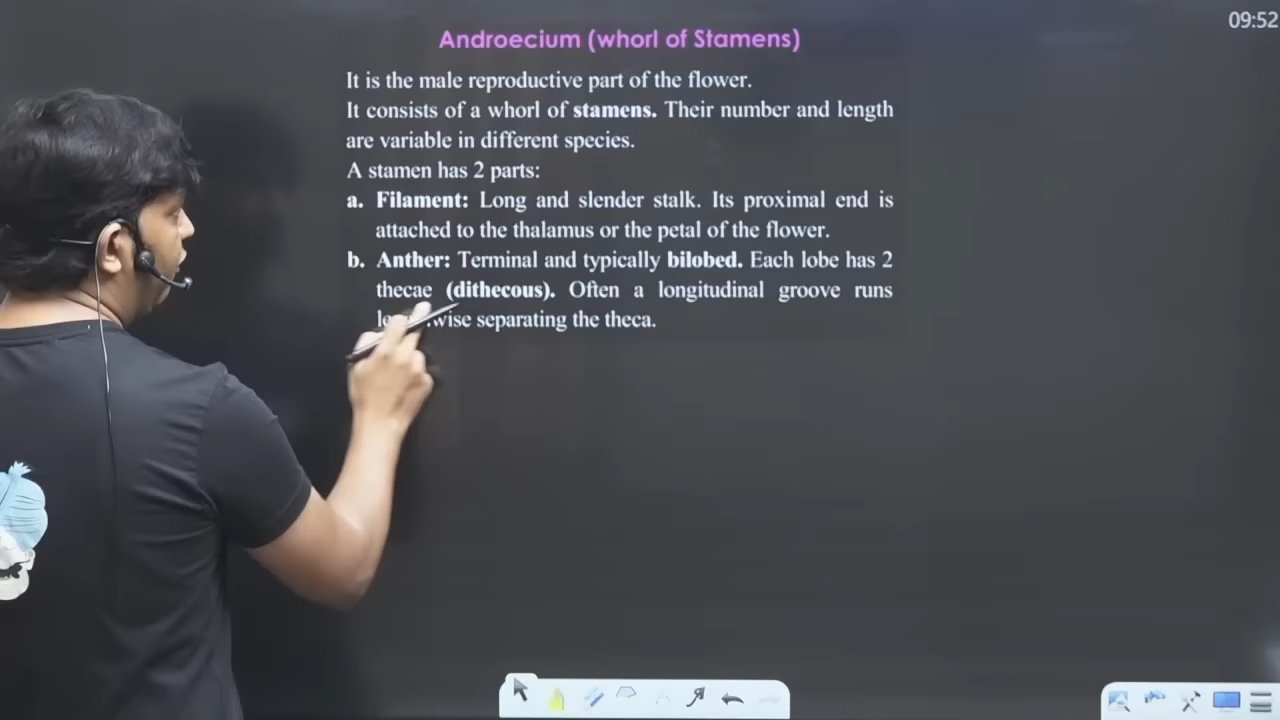 09:52
Androecium (whorl of Stamens)
It is the male reproductive part of the flower.
It consists of a whorl of stamens. Their number and length
are variable in different species.
A stamen has 2 parts:
a. Filament: Long and slender stalk. Its proximal end is
attached to the thalamus or the petal of the flower.
b. Anther: Terminal and typically bilobed. Each lobe has 2
thecae (dithecous). Often a longitudinal groove runs
separating the theca.